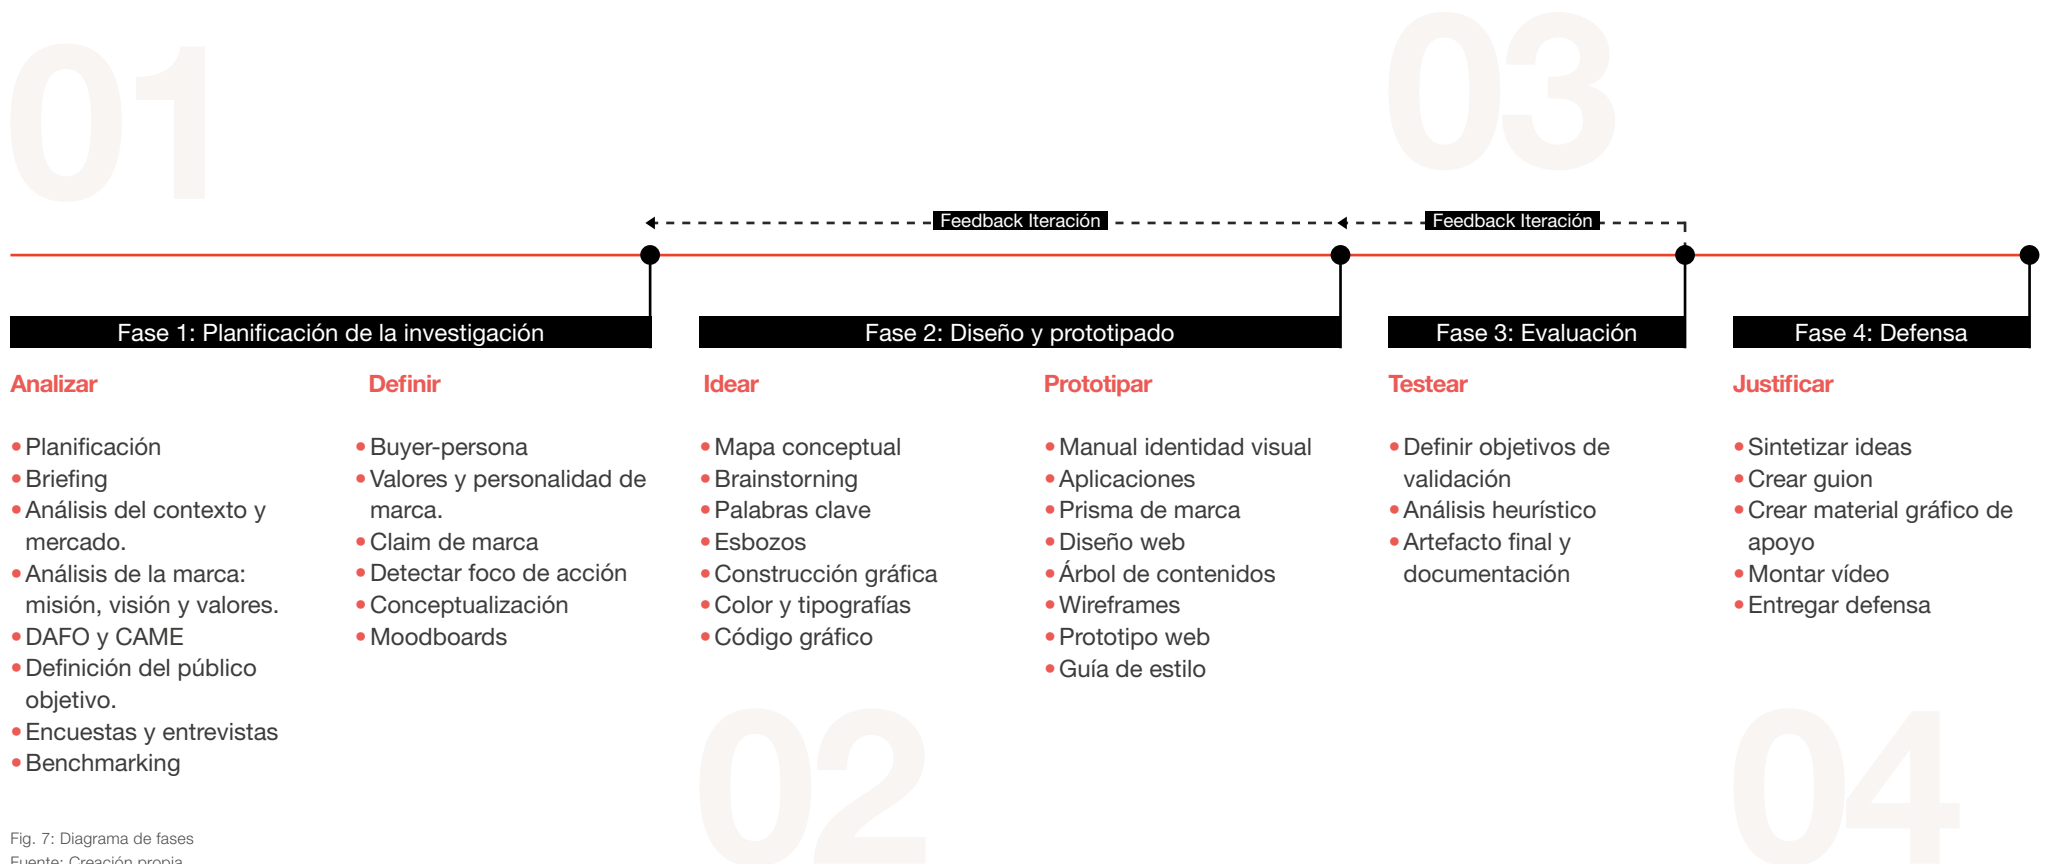 01
03
Feedback Iteración
Feedback Iteración
Fase 1: Planificación de la investigación
Fase 2: Diseño y prototipado
Fase 3: Evaluación
Fase 4: Defensa
Analizar
•Planificación
•Briefing
•Análisis del contexto y
mercado.
•Análisis de la marca:
misión, visión y valores.
•DAFO y CAME
•Definición del público
objetivo.
•Encuestas y entrevistas
•Benchmarking
Definir
•Buyer-persona
•Valores y personalidad de
marca.
•Claim de marca
•Detectar foco de acción
•Conceptualización
•Moodboards
Idear
•Mapa conceptual
•Brainstorning
•Palabras clave
•Esbozos
•Construcción gráfica
•Color y tipografías
•Código gráfico
Prototipar
•Manual identidad visual
•Aplicaciones
•Prisma de marca
•Diseño web
•Árbol de contenidos
•Wireframes
•Prototipo web
•Guía de estilo
Testear
•Definir objetivos de
validación
•Análisis heurístico
•Artefacto final y
documentación
Justificar
•Sintetizar ideas
•Crear guion
•Crear material gráfico de
apoyo
•Montar vídeo
•Entregar defensa
02
04
Fig. 7: Diagrama de fases
Fuente: Creación propia